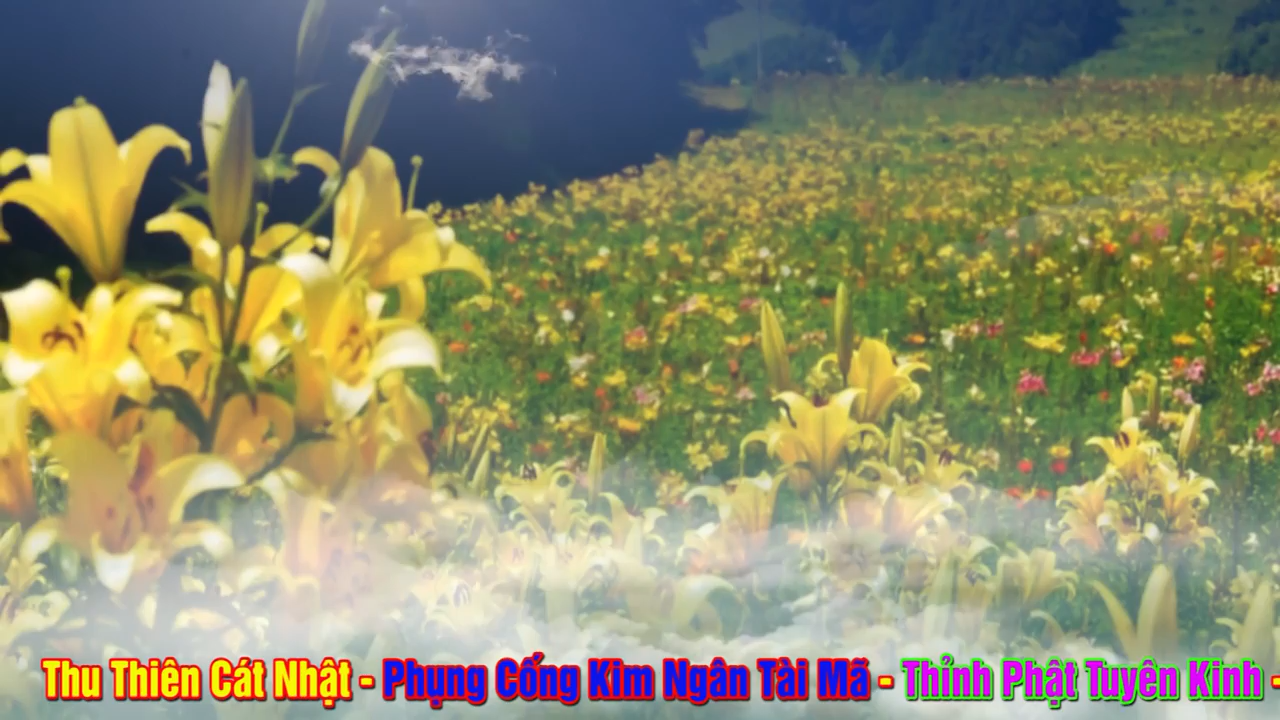 Thu Thiên Cát Nhật - Phụng Cống Kim Ngân Tài Mã - Thỉnh Phật Tuyên Kinh -